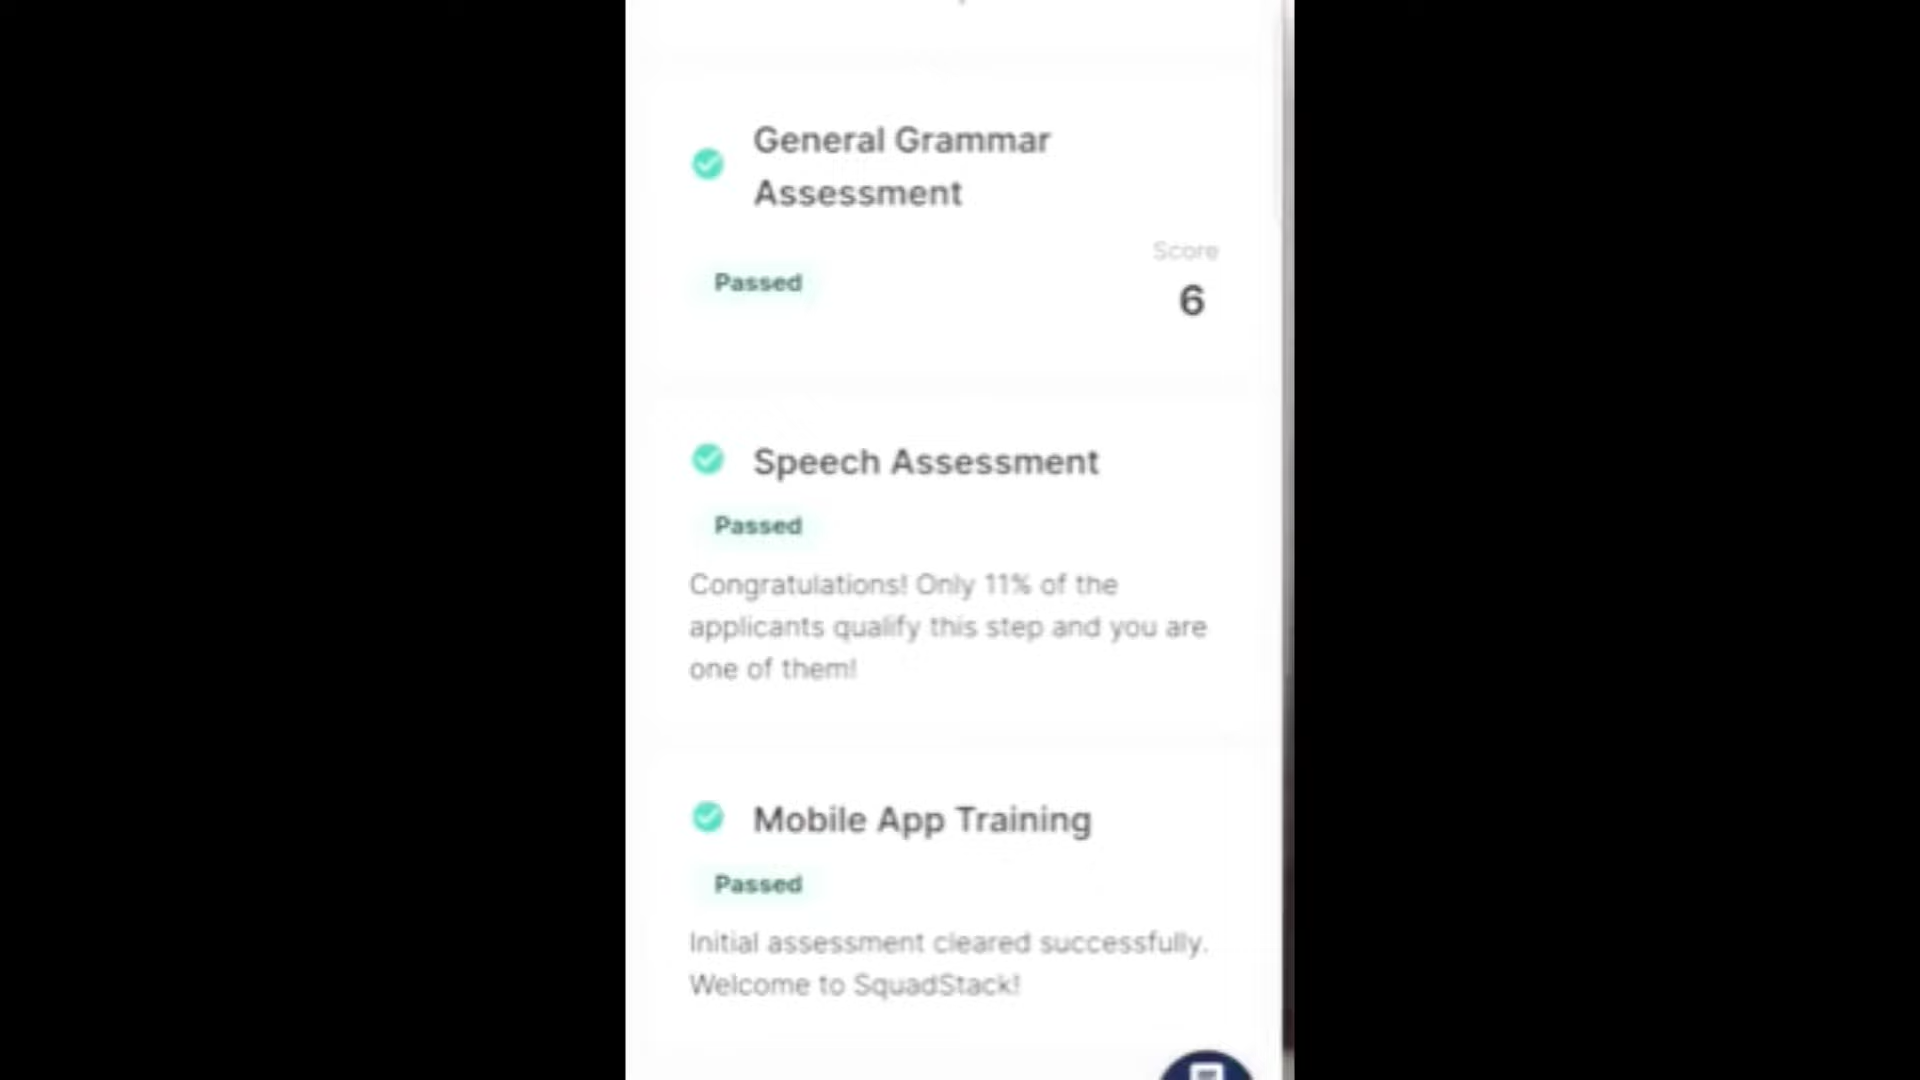 General Grammar
Assessment
Score
Passed
6
Speech Assessment
Passed
Congratulations! Only 11% of the
applicants qualify this step and you are
one of them!
Mobile App Training
Passed
Initial assessment cleared successfully.
Welcome to SquadStack!